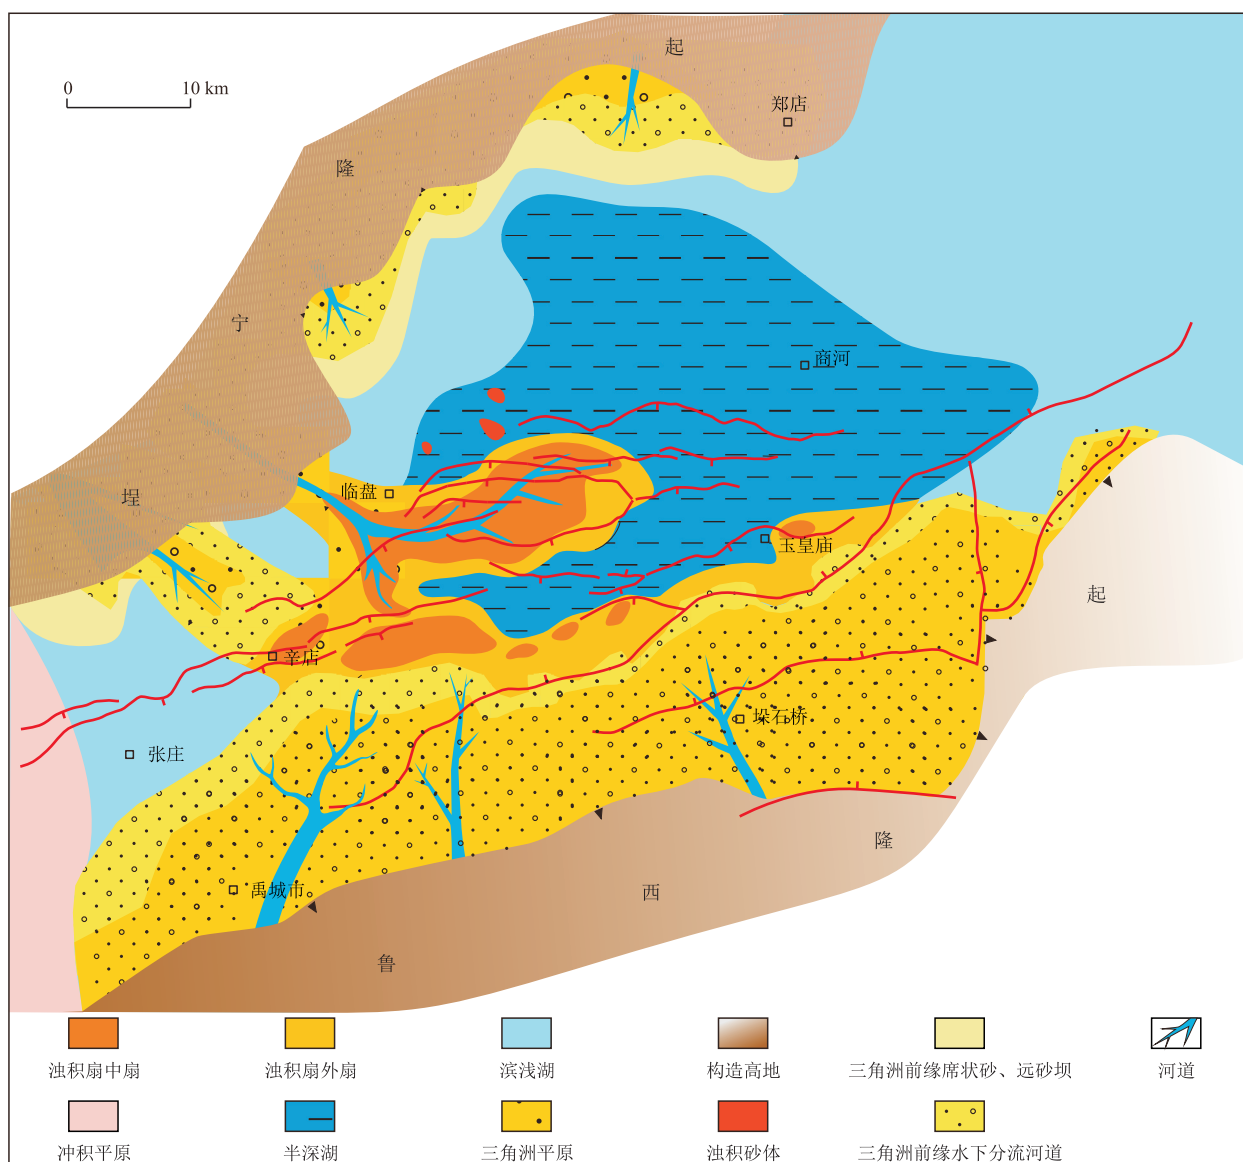 起
0 10 km
郑店
隆
宁
商河
埕
临盘
玉皇庙
起
辛店
垛石桥
张庄
隆
禹城市
西
鲁
浊积扇中扇 浊积扇外扇 滨浅湖 构造高地 三角洲前缘席状砂、远砂坝 河道
冲积平原 半深湖 三角洲平原 浊积砂体 三角洲前缘水下分流河道